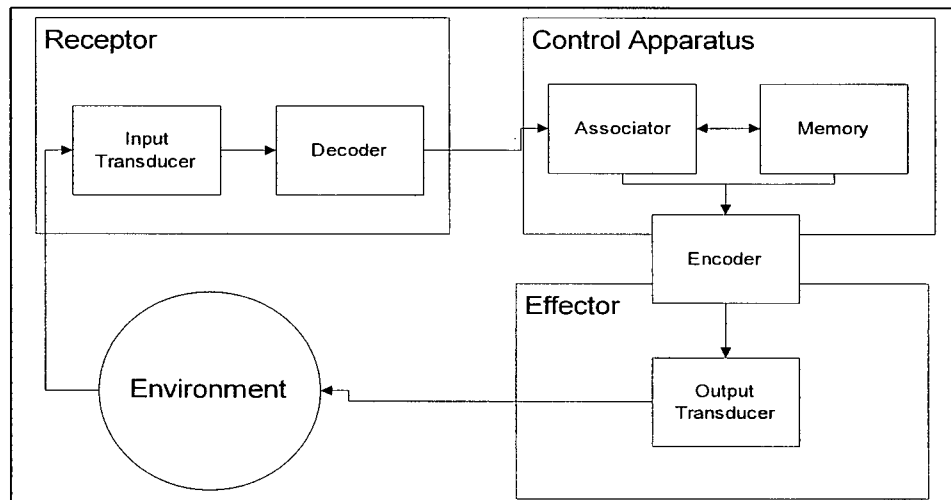 Receptor
Control Apparatus
Input
Transducer
Decoder
Associator
Memory
Encoder
Effector
Environment
Output
Transducer